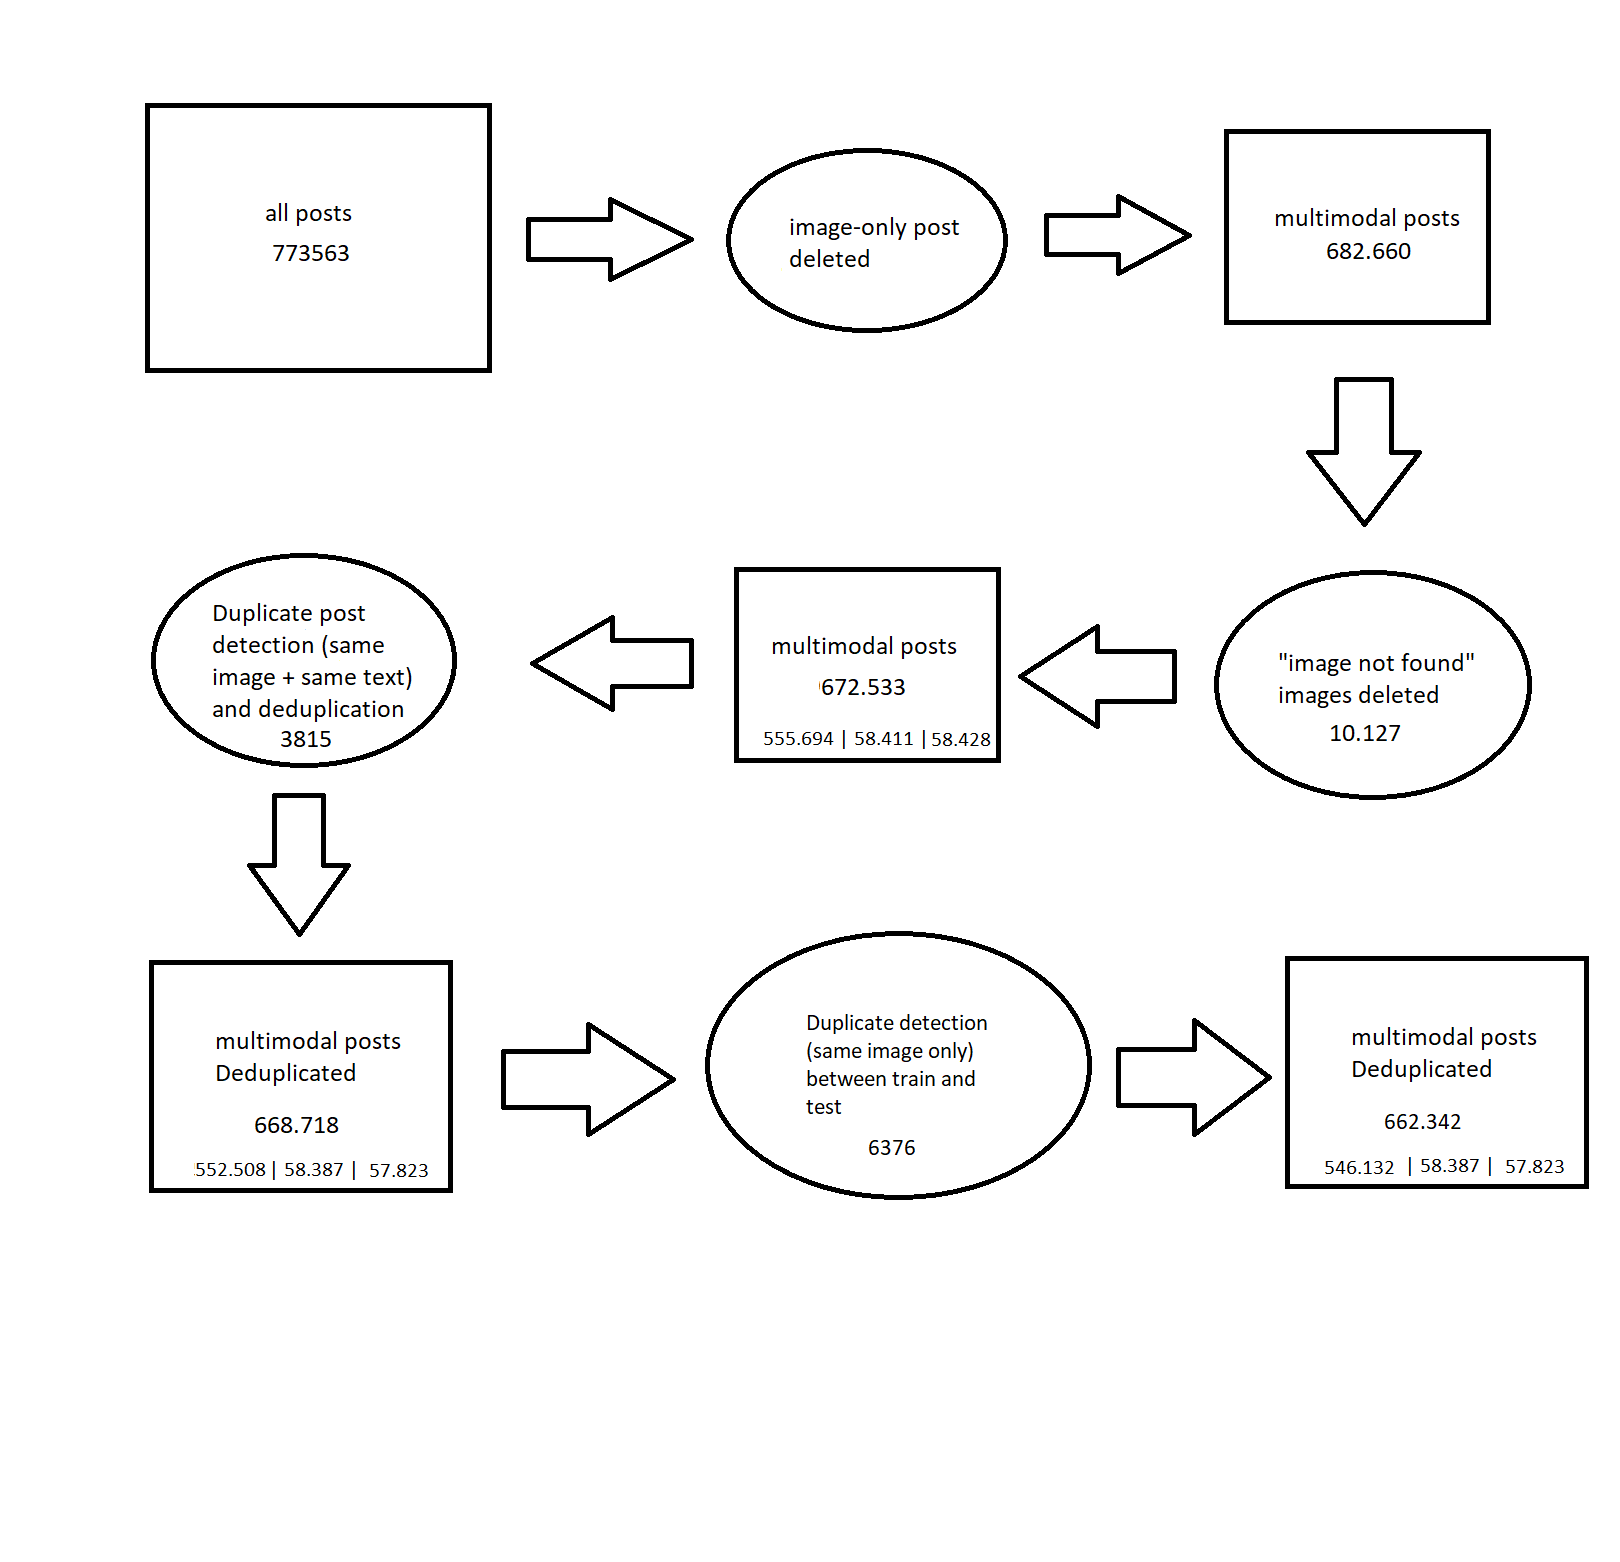 all posts
773563
image-only post
deleted
multimodal posts
682.660
"image not found"
images deleted
10.127
multimodal posts
672.533
555.694 | 58.411 | 58.428
Duplicate post
detection (same
image + same text)
and deduplication
3815
multimodal posts
Deduplicated
668.718
552.508 | 58.387 | 57.823
Duplicate detection
(same image only)
between train and
test
6376
multimodal posts
Deduplicated
662.342
546.132 | 58.387 | 57.823